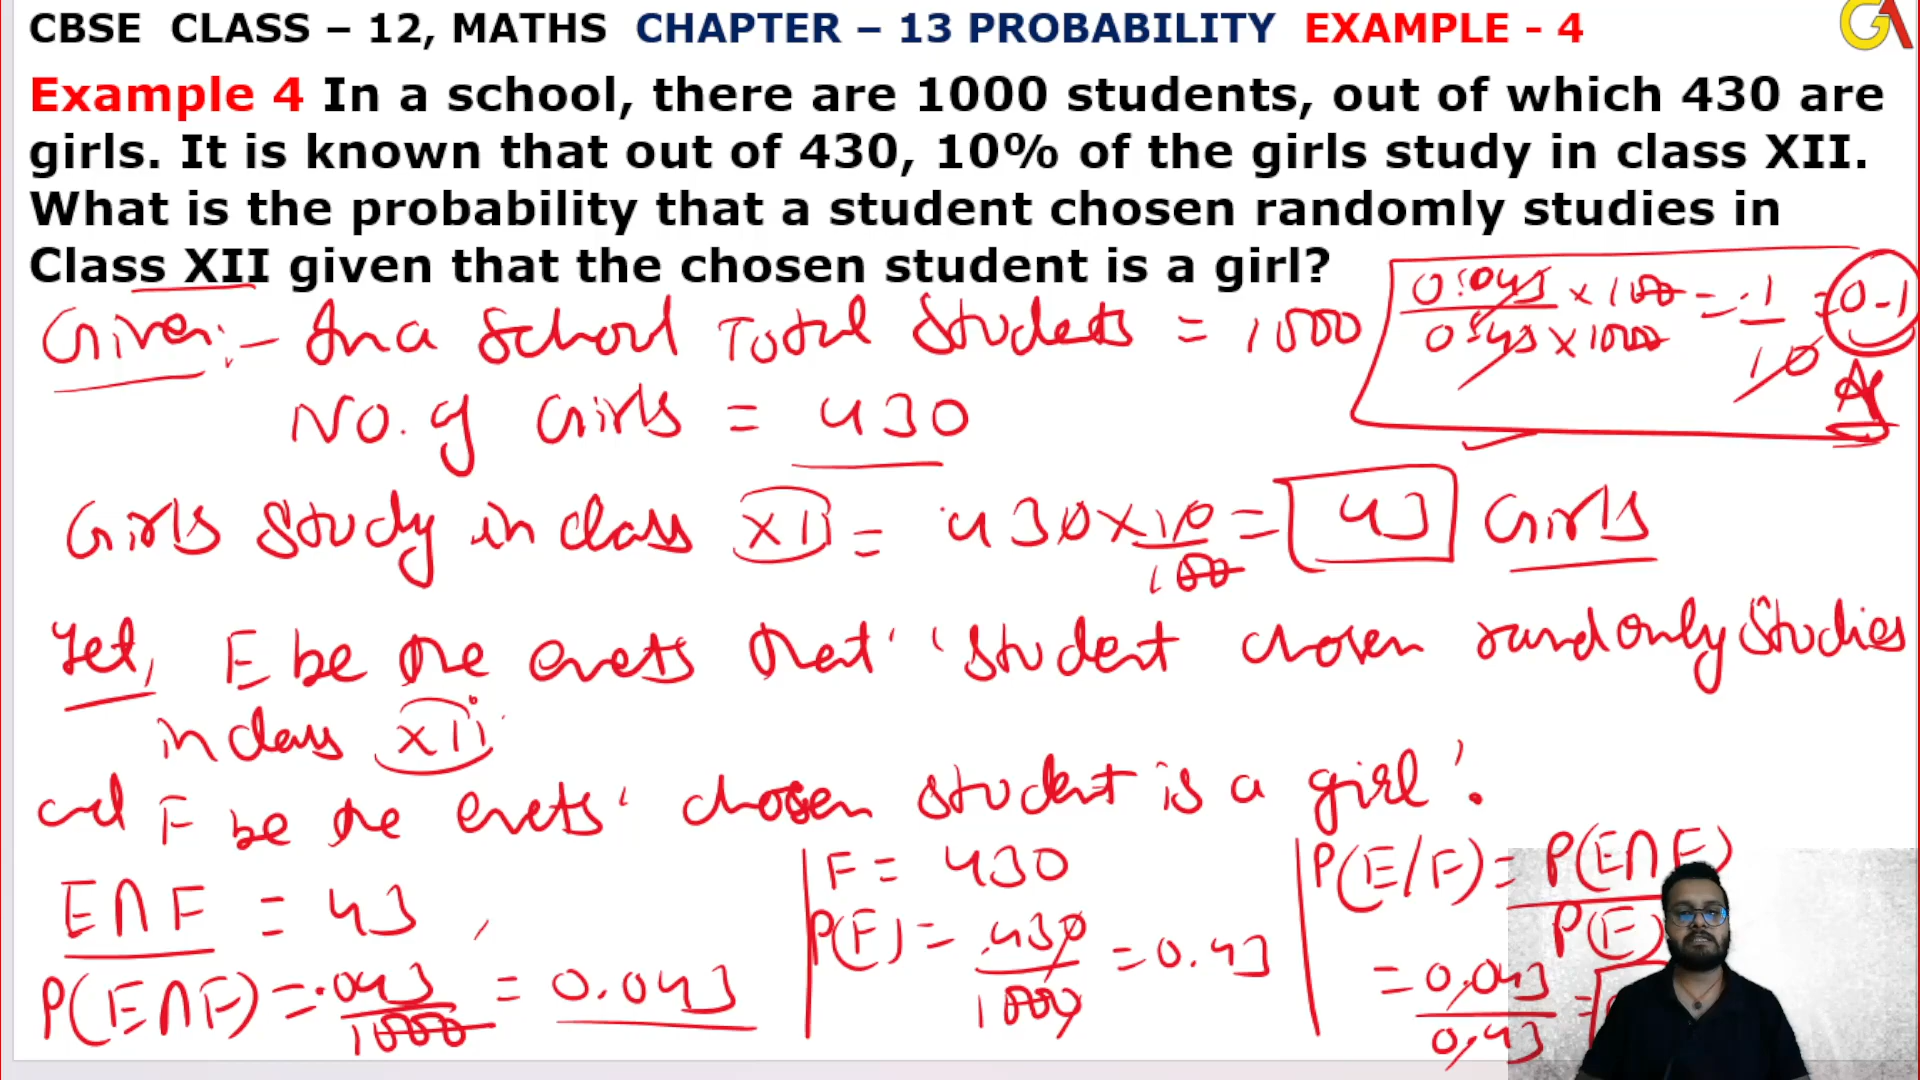 CBSE CLASS – 12, MATHS CHAPTER – 13 PROBABILITY EXAMPLE - 4
GA
Example 4 In a school, there are 1000 students, out of which 430 are
girls. It is known that out of 430, 10% of the girls study in class XII.
What is the probability that a student chosen randomly studies in
Class XII given that the chosen student is a girl?
Given:- In a School Total Students = 1000
No. of Girls = 430
0.043 × 100 = 1 = 0.1
0.43 × 1000 10
Girls Study in class XII = 430 × 10 = 43 Girls
100
Let, E be the events that 'student chosen randomly studies
in class XII
and F be the events 'chosen student is a girl'.
E∩F = 43
P(E∩F) = 043 = 0.043
1000
F = 430
P(F) = 430 = 0.43
1000
P(E/F) = P(E∩F)
P(F)
= 0.043 =
0.43